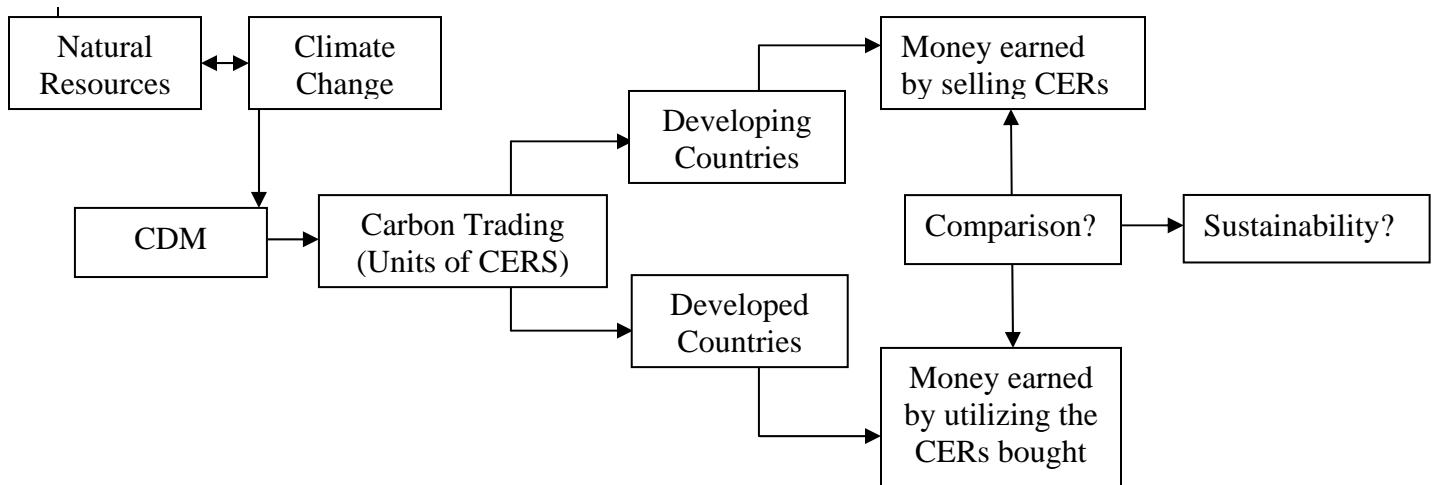 Natural
Resources
Climate
Change
Money earned
by selling CERs
Developing
Countries
CDM
Carbon Trading
(Units of CERS)
Comparison?
Sustainability?
Developed
Countries
Money earned
by utilizing the
CERs bought